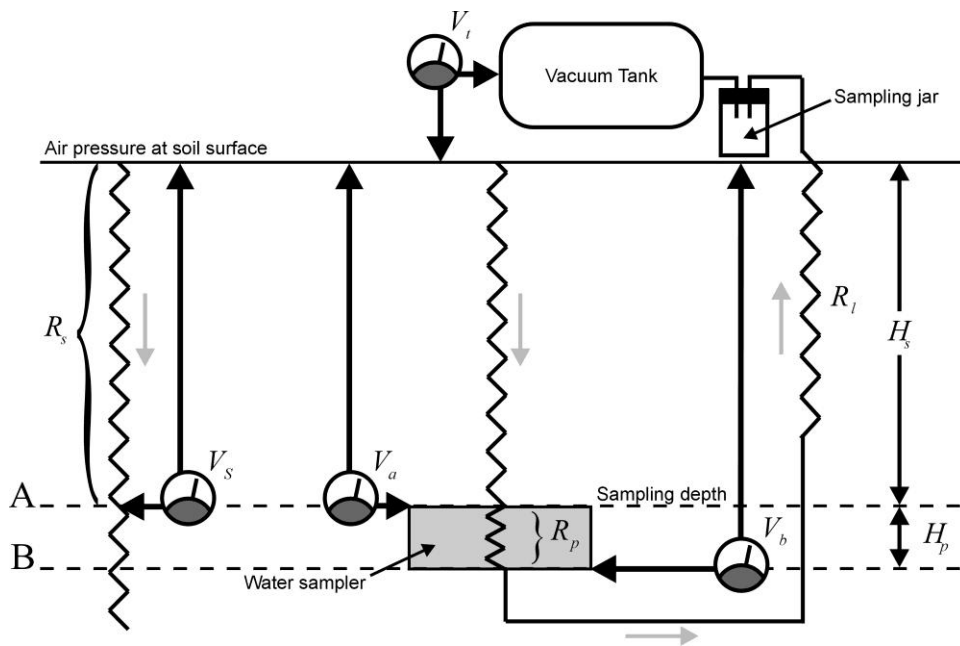 V_t
Vacuum Tank
Sampling jar
Air pressure at soil surface
R_s
R_l
H_s
V_S
V_a
A
Sampling depth
R_p
V_b
H_p
B
Water sampler